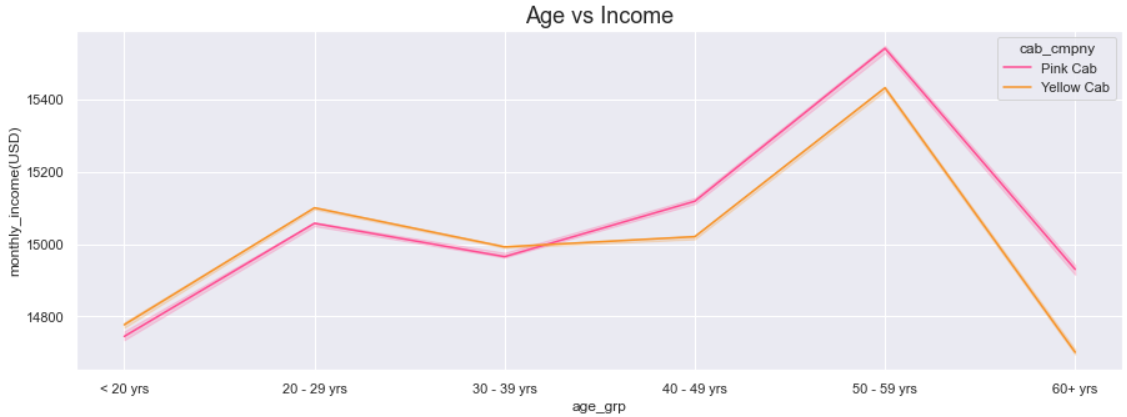 Age vs Income
cab_cmpny
Pink Cab
Yellow Cab
monthly_income(USD)
15400
15200
15000
14800
< 20 yrs
20 - 29 yrs
30 - 39 yrs
40 - 49 yrs
50 - 59 yrs
60+ yrs
age_grp